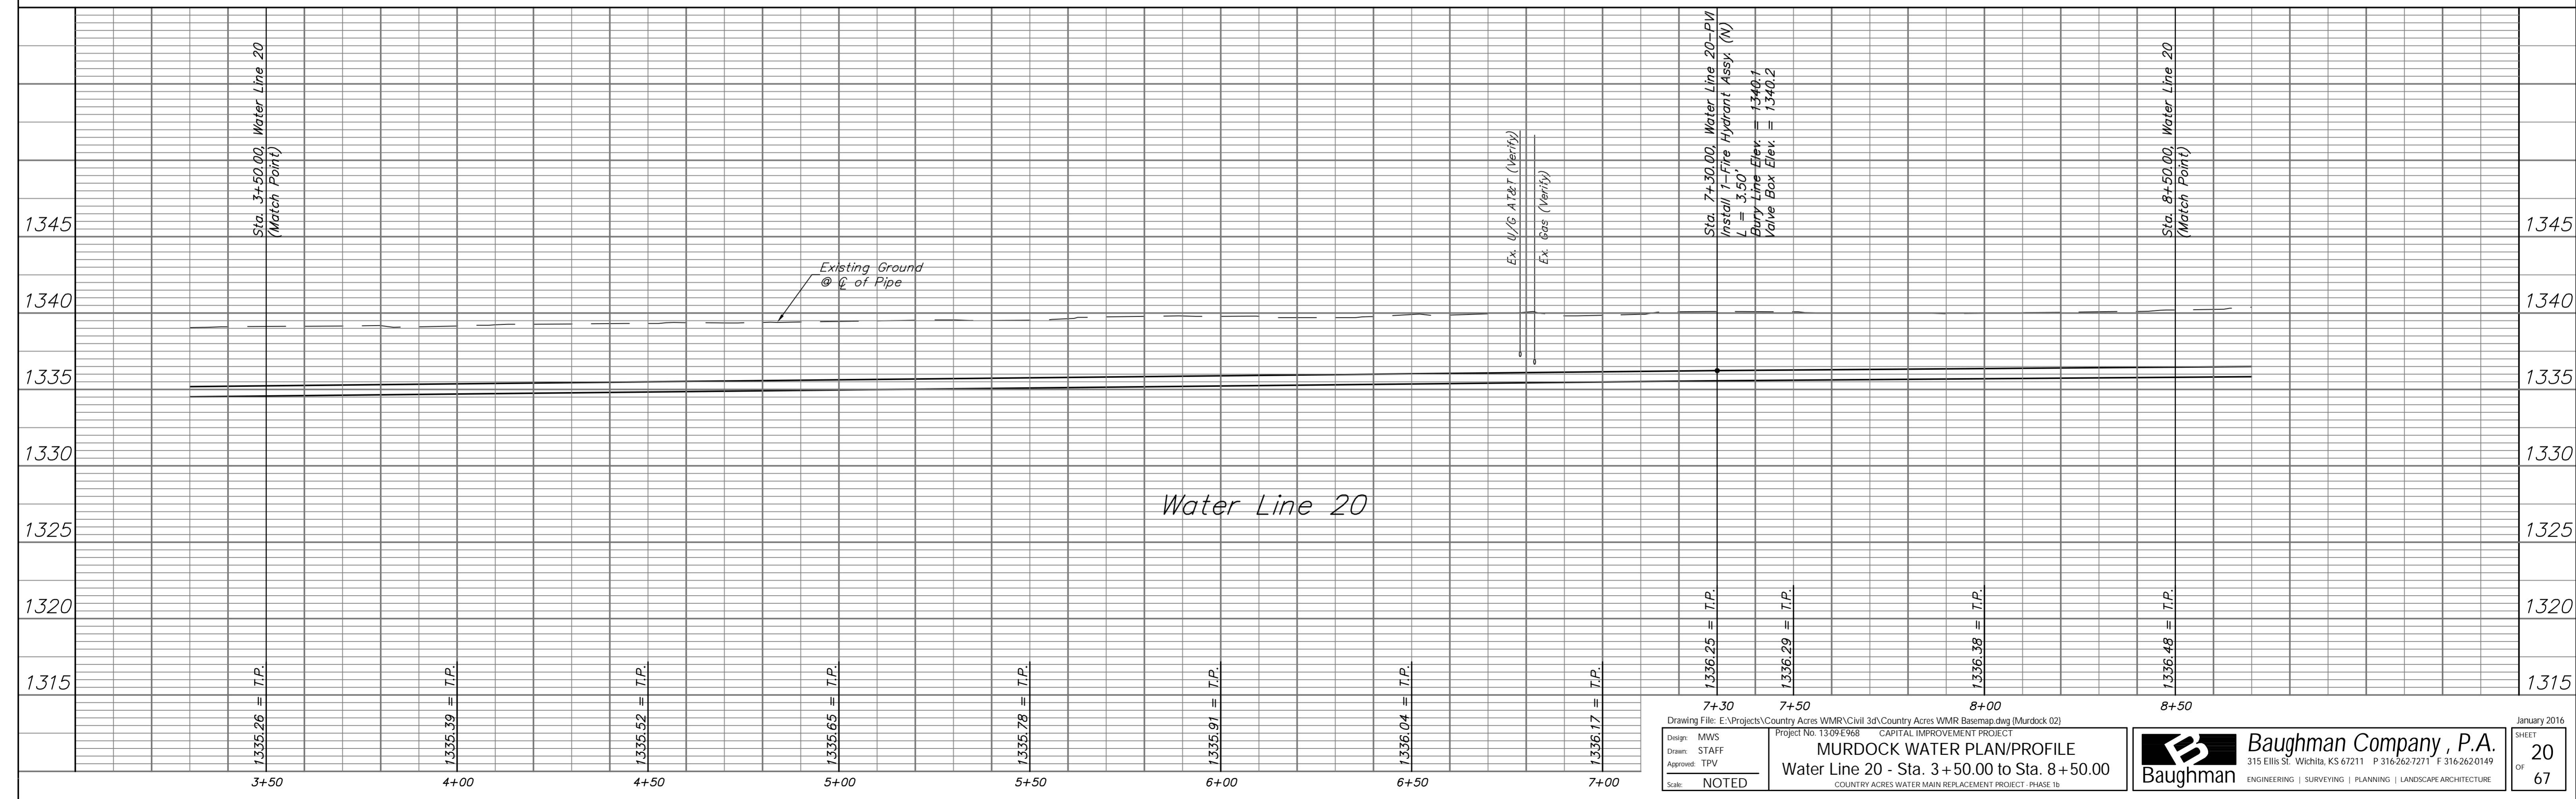 Sta. 3+50.00, Water Line 20
(Match Point)
Existing Ground
@ ℄ of Pipe
Ex. U/G AT&T (Verify)
Ex. Gas (Verify)
Sta. 7+30.00, Water Line 20-PVI
Install 1-Fire Hydrant Assy. (N)
L = 3.50'
Bury Line Elev. = 1340.1
Valve Box Elev. = 1340.2
Sta. 8+50.00, Water Line 20
(Match Point)
1345
1345
1340
1340
1335
1335
1330
1330
1325
1325
1320
1320
1315
1315
Water Line 20
1335.26 = T.P.
1335.39 = T.P.
1335.52 = T.P.
1335.65 = T.P.
1335.78 = T.P.
1335.91 = T.P.
1336.04 = T.P.
1336.17 = T.P.
1336.25 = T.P.
1336.29 = T.P.
1336.38 = T.P.
1336.48 = T.P.
3+50
4+00
4+50
5+00
5+50
6+00
6+50
7+00
7+30
7+50
8+00
8+50
Drawing File: E:\Projects\Country Acres WMR\Civil 3d\Country Acres WMR Basemap.dwg (Murdock 02)
January 2016
Design: MWS
Drawn: STAFF
Approved: TPV
Scale: NOTED
Project No. 13-09-E968 CAPITAL IMPROVEMENT PROJECT
MURDOCK WATER PLAN/PROFILE
Water Line 20 - Sta. 3+50.00 to Sta. 8+50.00
COUNTRY ACRES WATER MAIN REPLACEMENT PROJECT - PHASE 1b
Baughman
Baughman Company, P.A.
315 Ellis St. Wichita, KS 67211 P 316-262-7271 F 316-262-0149
ENGINEERING | SURVEYING | PLANNING | LANDSCAPE ARCHITECTURE
SHEET
20
OF
67